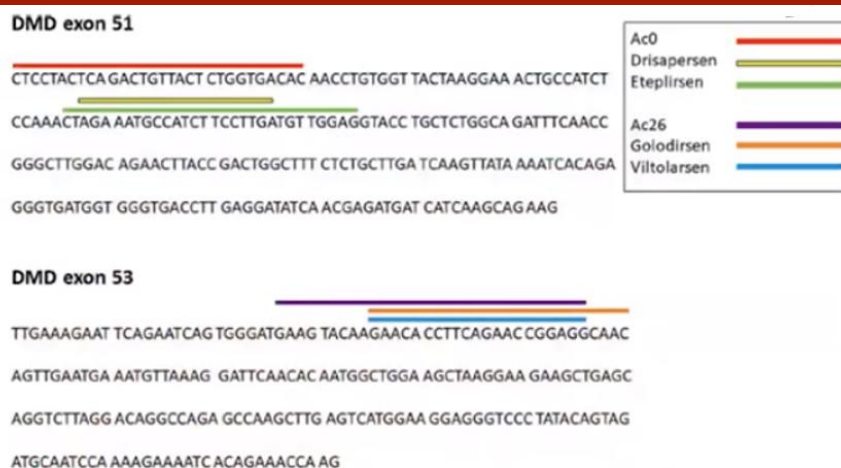 DMD exon 51
CTCCTACTCA GACTGTTACT CTGGTGACAC AACCTGTGGT TACTAAGGAA ACTGCCATCT
CCAAACTAGA AATGCCATCT TCCTTGATGT TGGAGGTACC TGCTCTGGCA GATTTCAACC
GGGCTTGGAC AGAACTTACC GACTGGCTTT CTCTGCTTGA TCAAGTTATA AAATCACAGA
GGGTGATGGT GGGTGACCTT GAGGATATCA ACGAGATGAT CATCAAGCAG AAG
Ac0
Drisapersen
Eteplirsen
Ac26
Golodirsen
Viltolarsen
DMD exon 53
TTGAAAGAAT TCAGAATCAG TGGGATGAAG TACAAGAACA CCTTCAGAAC CGGAGGCAAC
AGTTGAATGA AATGTTAAAG GATTCAACAC AATGGCTGGA AGCTAAGGAA GAAGCTGAGC
AGGTCTTAGG ACAGGCCAGA GCCAAGCTTG AGTCATGGAA GGAGGGTCCC TATACAGTAG
ATGCAATCCA AAAGAAAATC ACAGAAACCA AG